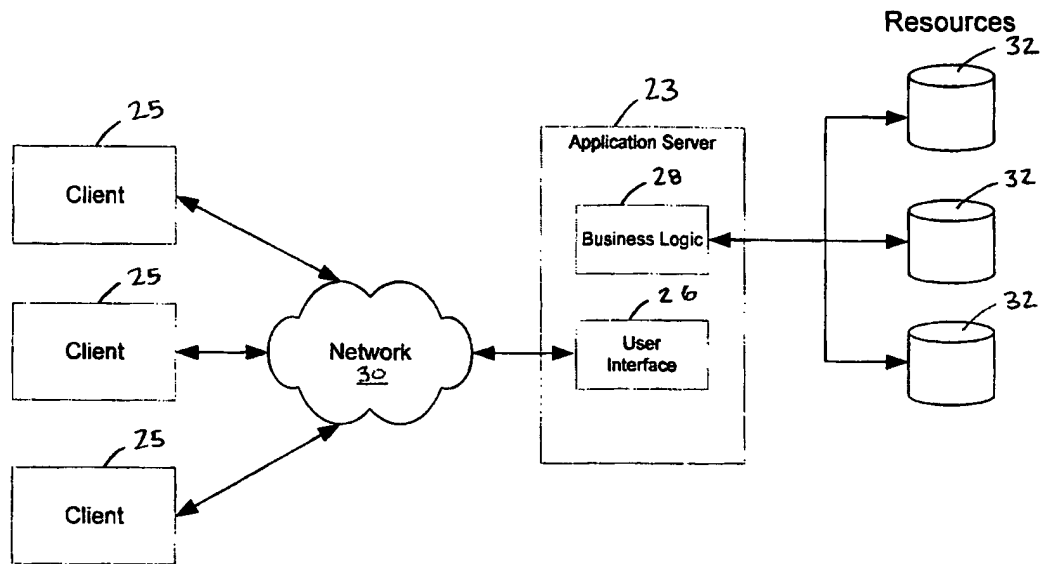 Resources
32
25
Client
23
Application Server
28
Business Logic
32
25
Client
Network
30
26
User
Interface
32
25
Client